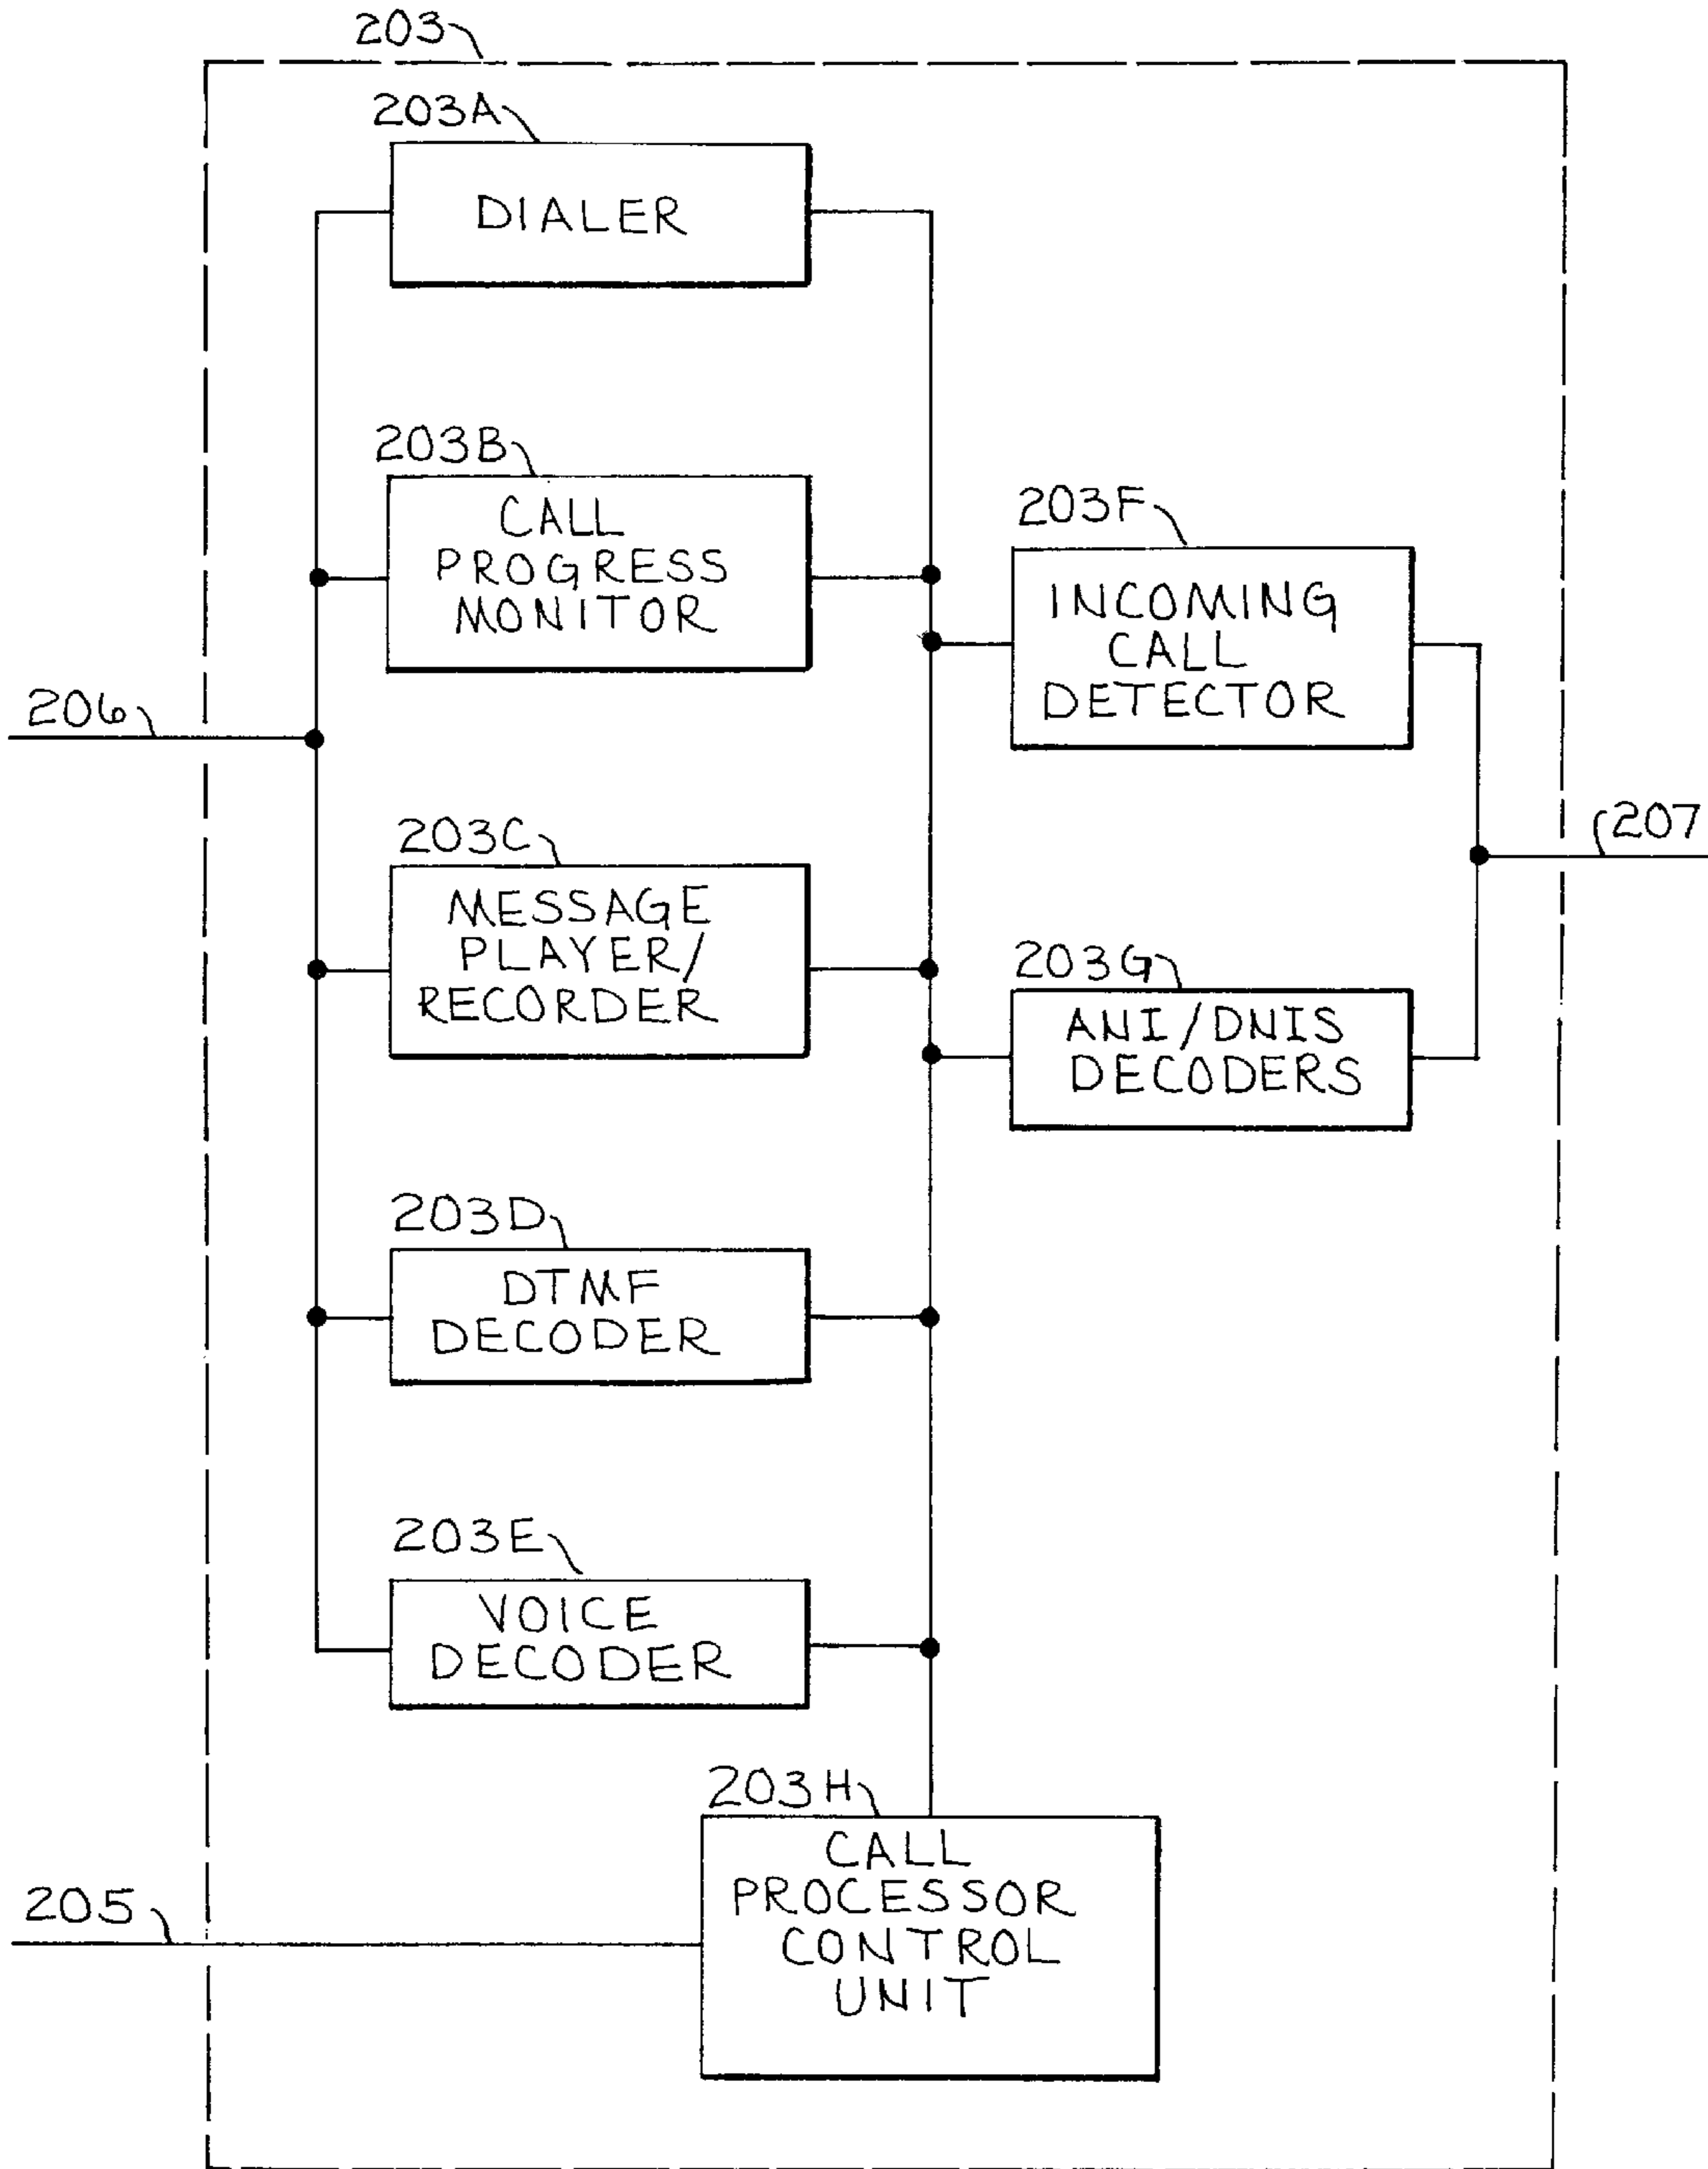 203
203A
DIALER
203B
CALL
PROGRESS
MONITOR
203F
INCOMING
CALL
DETECTOR
206
207
203C
MESSAGE
PLAYER/
RECORDER
203G
ANI/DNIS
DECODERS
203D
DTMF
DECODER
203E
VOICE
DECODER
203H
CALL
PROCESSOR
CONTROL
UNIT
205